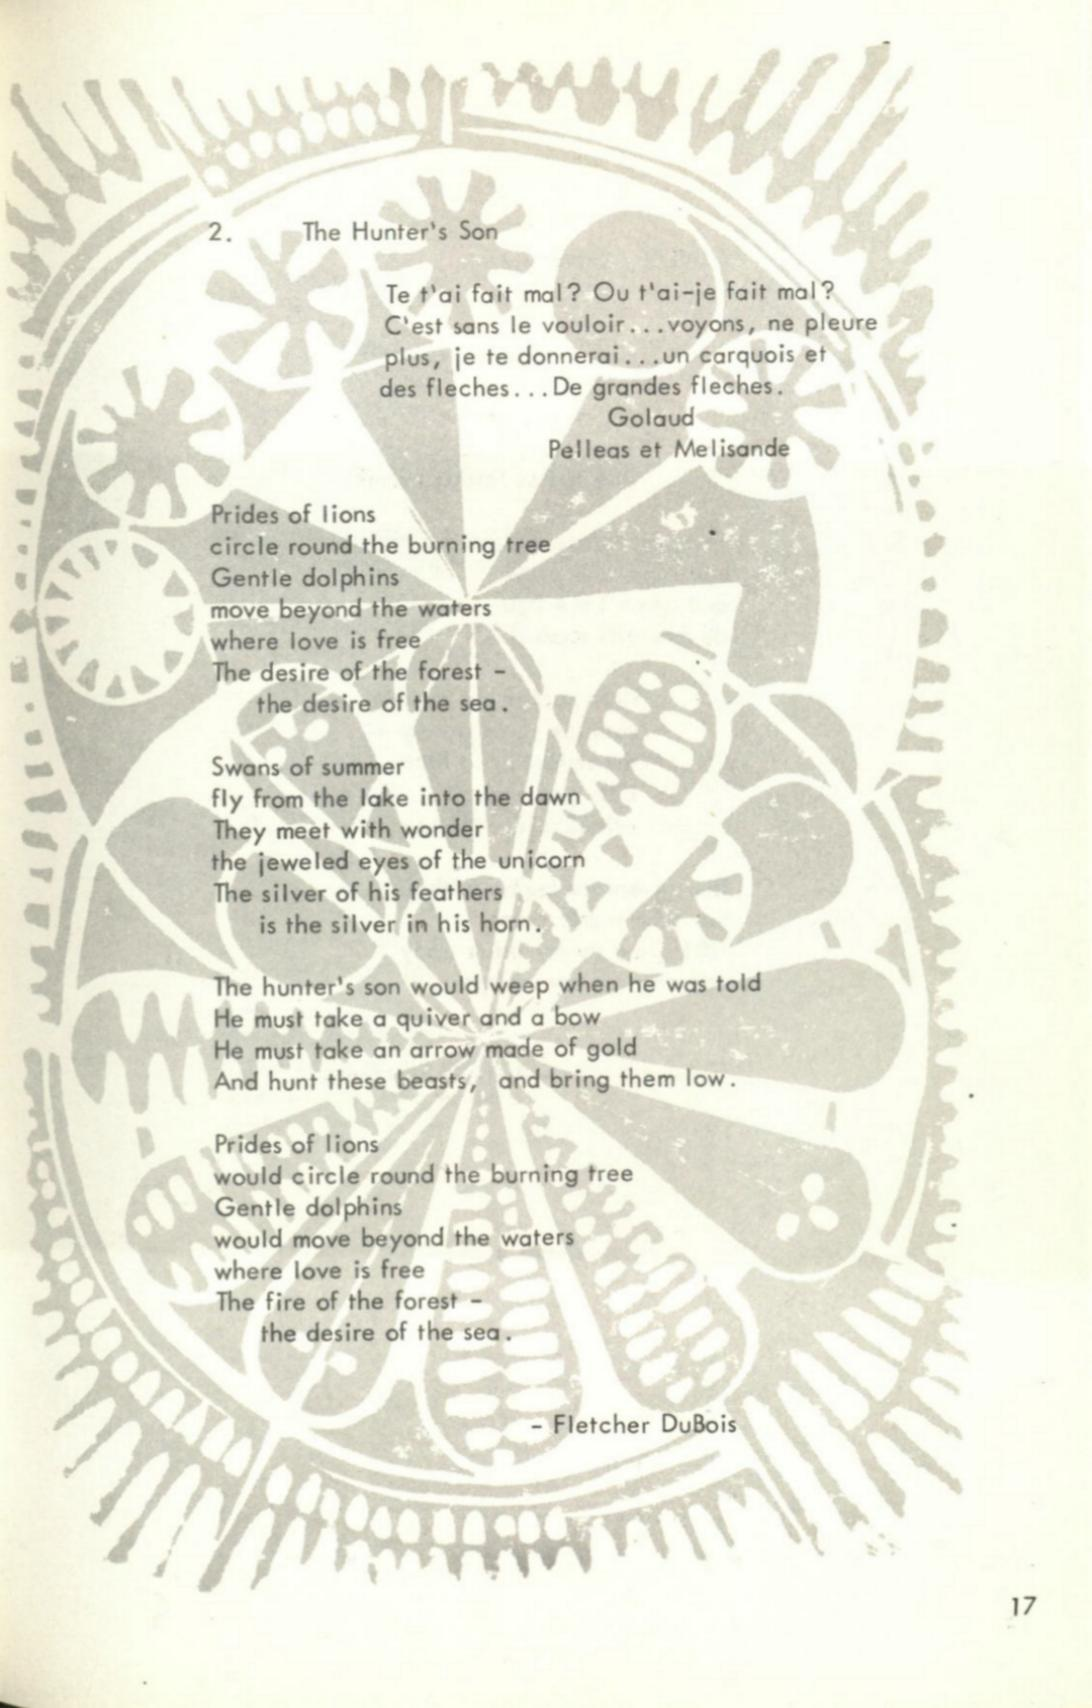 2. The Hunter's Son
Te t'ai fait mal? Ou t'ai-je fait mal?
C'est sans le vouloir...voyons, ne pleure
plus, je te donnerai...un carquois et
des fleches...De grandes fleches.
Golaud
Pelleas et Melisande
Prides of lions
circle round the burning tree
Gentle dolphins
move beyond the waters
where love is free
The desire of the forest -
the desire of the sea.
Swans of summer
fly from the lake into the dawn
They meet with wonder
the jeweled eyes of the unicorn
The silver of his feathers
is the silver in his horn.
The hunter's son would weep when he was told
He must take a quiver and a bow
He must take an arrow made of gold
And hunt these beasts, and bring them low.
Prides of lions
would circle round the burning tree
Gentle dolphins
would move beyond the waters
where love is free
The fire of the forest -
the desire of the sea.
- Fletcher DuBois
17